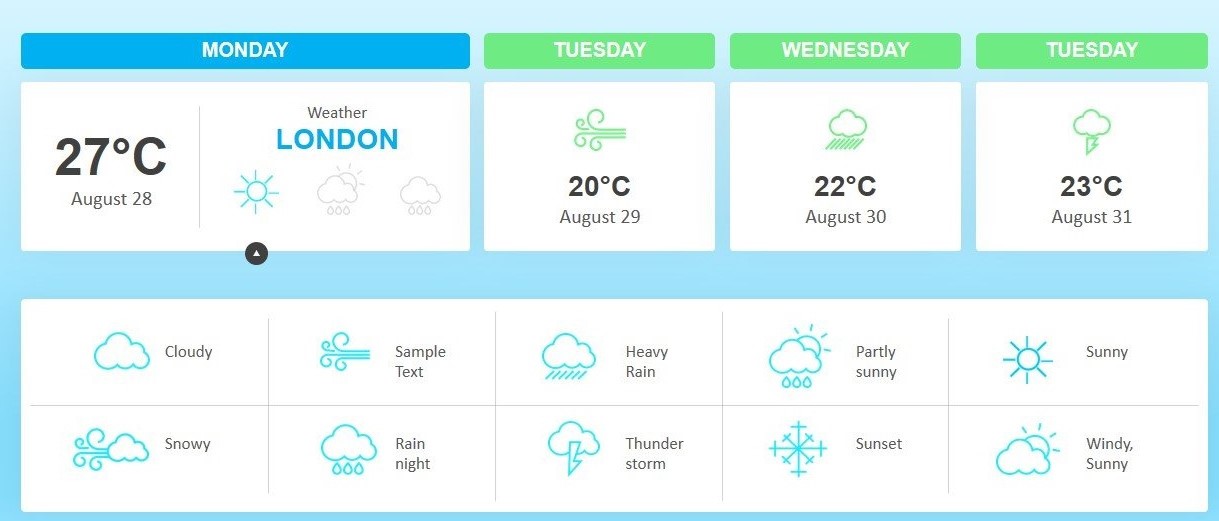 MONDAY
TUESDAY
WEDNESDAY
TUESDAY
27°C
August 28
Weather
LONDON
20°C
August 29
22°C
August 30
23°C
August 31
Cloudy
Sample
Text
Heavy
Rain
Partly
sunny
Sunny
Snowy
Rain
night
Thunder
storm
Sunset
Windy,
Sunny